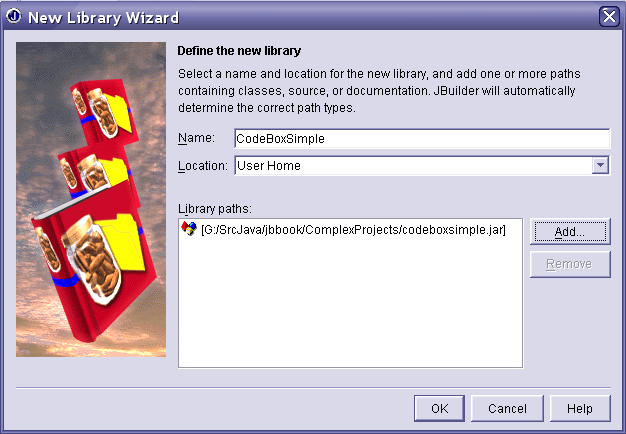 New Library Wizard
Define the new library
Select a name and location for the new library, and add one or more paths
containing classes, source, or documentation. JBuilder will automatically
determine the correct path types.
Name: CodeBoxSimple
Location: User Home
Library paths:
[G:/SrcJava/jbbook/ComplexProjects/codeboxsimple.jar]
Add...
Remove
OK Cancel Help